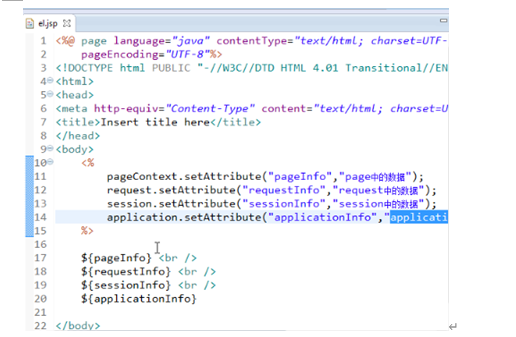 el.jsp
1 <%@ page language="java" contentType="text/html; charset=UTF-
2 pageEncoding="UTF-8"%>
3 <!DOCTYPE html PUBLIC "-//W3C//DTD HTML 4.01 Transitional//EN
4 <html>
5 <head>
6 <meta http-equiv="Content-Type" content="text/html; charset=U
7 <title>Insert title here</title>
8 </head>
9 <body>
10 <%
11 pageContext.setAttribute("pageInfo","page中的数据");
12 request.setAttribute("requestInfo","request中的数据");
13 session.setAttribute("sessionInfo","session中的数据");
14 application.setAttribute("applicationInfo","applicati
15 %>
16
17 ${pageInfo} <br />
18 ${requestInfo} <br />
19 ${sessionInfo} <br />
20 ${applicationInfo}
21
22 </body>